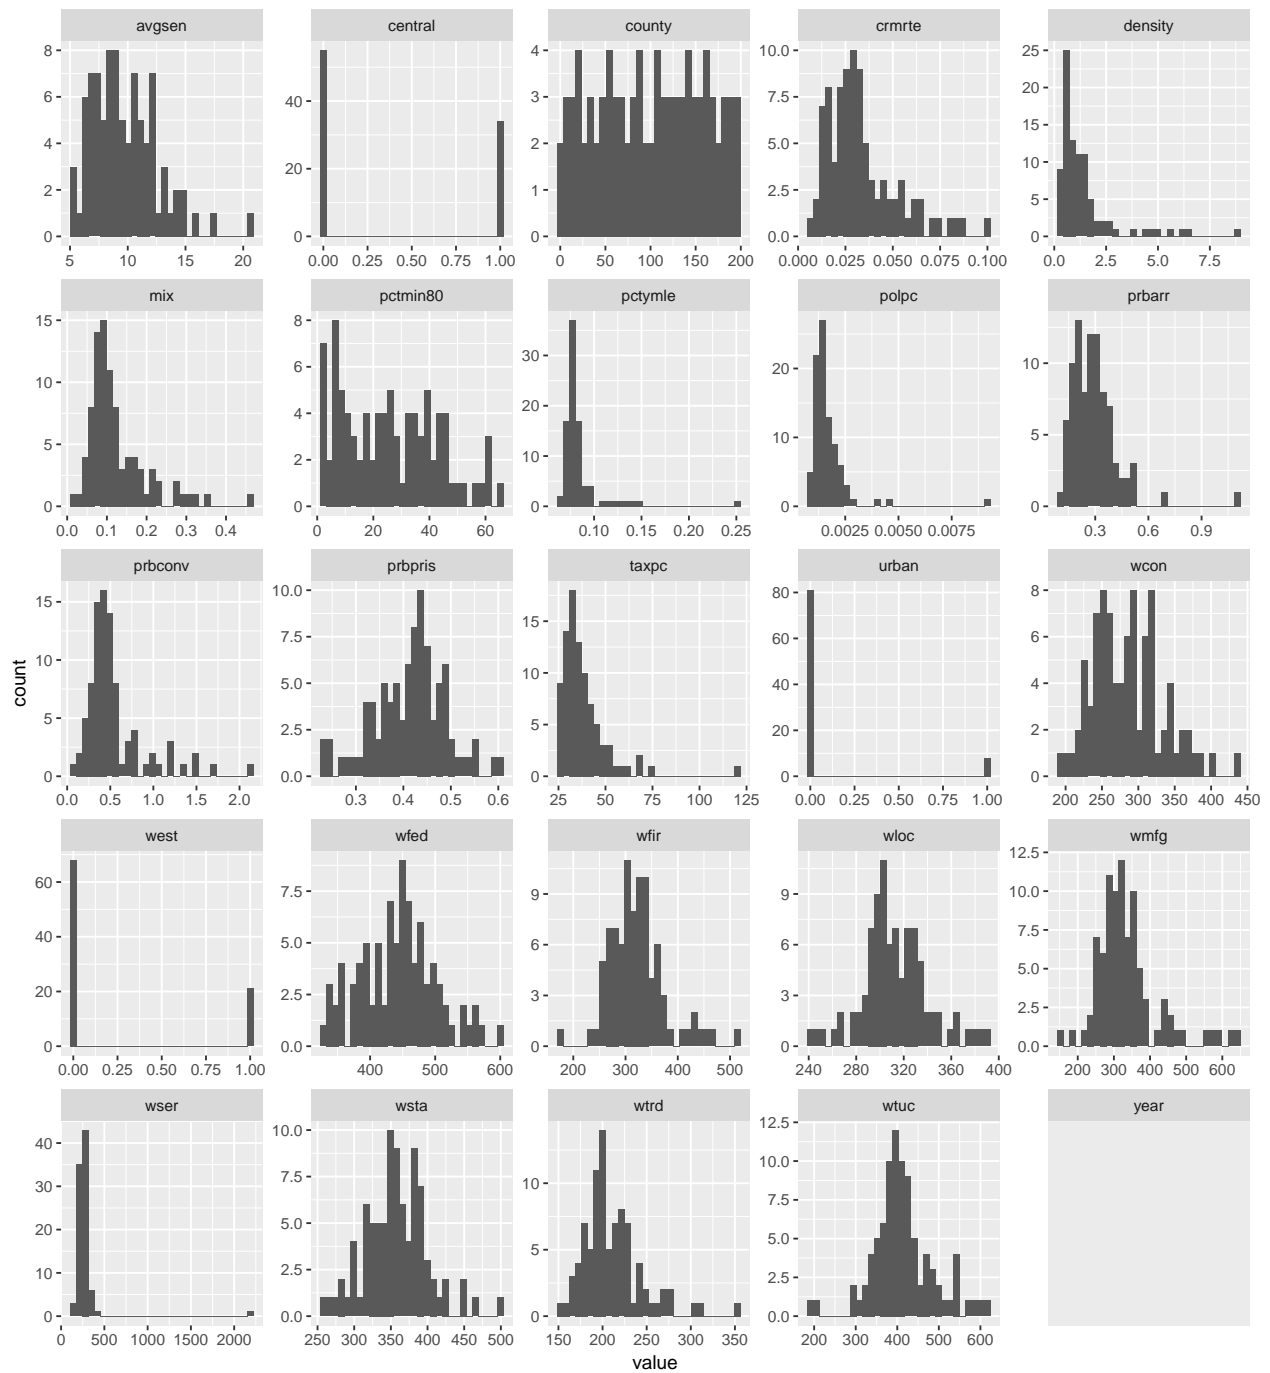 avgsen central county crmrte density
8 6 4 2 0
40 20 0
4 3 2 1 0
10.0 7.5 5.0 2.5 0.0
25 20 15 10 5 0
5 10 15 20
0.00 0.25 0.50 0.75 1.00
0 50 100 150 200
0.000 0.025 0.050 0.075 0.100
0.0 2.5 5.0 7.5
mix pctmin80 pctymle polpc prbarr
15 10 5 0
8 6 4 2 0
30 20 10 0
20 10 0
10 5 0
0.0 0.1 0.2 0.3 0.4
0 20 40 60
0.10 0.15 0.20 0.25
0.0025 0.0050 0.0075
0.3 0.6 0.9
prbconv prbpris taxpc urban wcon
15 10 5 0
10.0 7.5 5.0 2.5 0.0
15 10 5 0
80 60 40 20 0
8 6 4 2 0
0.0 0.5 1.0 1.5 2.0
0.3 0.4 0.5 0.6
25 50 75 100 125
0.00 0.25 0.50 0.75 1.00
200 250 300 350 400 450
count
west wfed wfir wloc wmfg
60 40 20 0
7.5 5.0 2.5 0.0
9 6 3 0
9 6 3 0
12.5 10.0 7.5 5.0 2.5 0.0
0.00 0.25 0.50 0.75 1.00
400 500 600
200 300 400 500
240 280 320 360 400
200 300 400 500 600
wser wsta wtrd wtuc year
40 30 20 10 0
10.0 7.5 5.0 2.5 0.0
10 5 0
12.5 10.0 7.5 5.0 2.5 0.0
0 500 1000 1500 2000
250 300 350 400 450 500
150 200 250 300 350
200 300 400 500 600
value